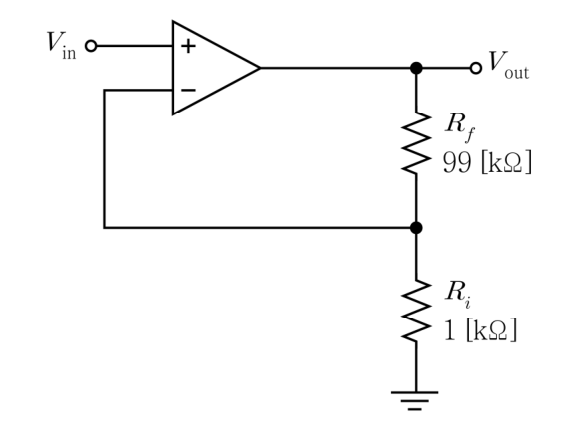 V_in
+
−
V_out
R_f
99 [kΩ]
R_i
1 [kΩ]